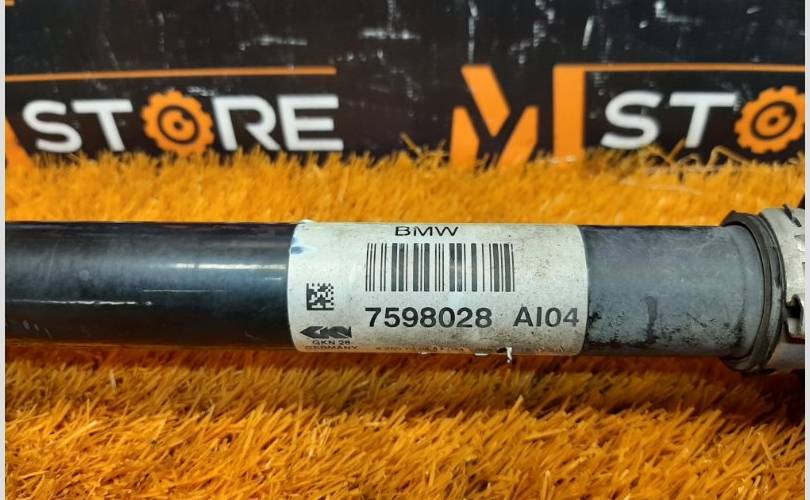 STORE
STO
BMW
7598028 AI04
GKN 28
GERMANY